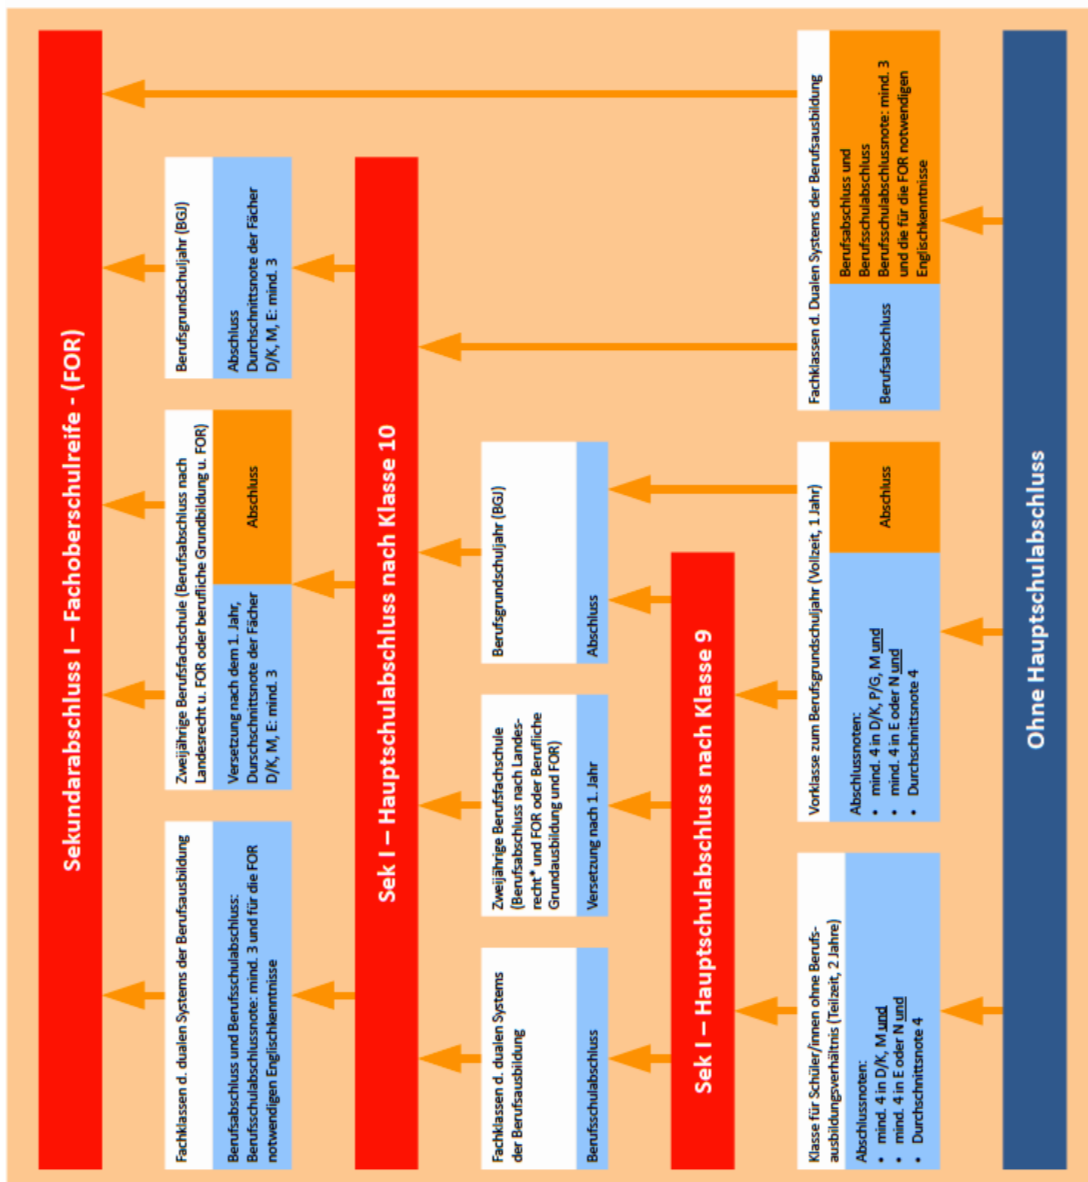 Sekundarabschluss I – Fachoberschulreife - (FOR)
Fachklassen d. dualen Systems der Berufsausbildung
Berufsabschluss und Berufsschulabschluss:
Berufsschulabschlussnote: mind. 3 und für die FOR
notwendigen Englischkenntnisse
Zweijährige Berufsfachschule (Berufsabschluss nach
Landesrecht u. FOR oder berufliche Grundbildung u. FOR)
Versetzung nach dem 1. Jahr,
Durschschnittsnote der Fächer
D/K, M, E: mind. 3
Abschluss
Berufsgrundschuljahr (BGJ)
Abschluss
Durchschnittsnote der Fächer
D/K, M, E: mind. 3
Sek I – Hauptschulabschluss nach Klasse 10
Fachklassen d. dualen Systems
der Berufsausbildung
Berufsschulabschluss
Zweijährige Berufsfachschule
(Berufsabschluss nach Landes-
recht* und FOR oder Berufliche
Grundausbildung und FOR)
Versetzung nach 1. Jahr
Berufsgrundschuljahr (BGJ)
Abschluss
Sek I – Hauptschulabschluss nach Klasse 9
Klasse für Schüler/innen ohne Berufs-
ausbildungsverhältnis (Teilzeit, 2 Jahre)
Abschlussnoten:
• mind. 4 in D/K, M und
• mind. 4 in E oder N und
• Durchschnittsnote 4
Vorklasse zum Berufsgrundschuljahr (Vollzeit, 1 Jahr)
Abschlussnoten:
• mind. 4 in D/K, P/G, M und
• mind. 4 in E oder N und
• Durchschnittsnote 4
Abschluss
Fachklassen d. Dualen Systems der Berufsausbildung
Berufsabschluss
Berufsabschluss und
Berufsschulabschluss
Berufsschulabschlussnote: mind. 3
und die für die FOR notwendigen
Englischkenntnisse
Ohne Hauptschulabschluss